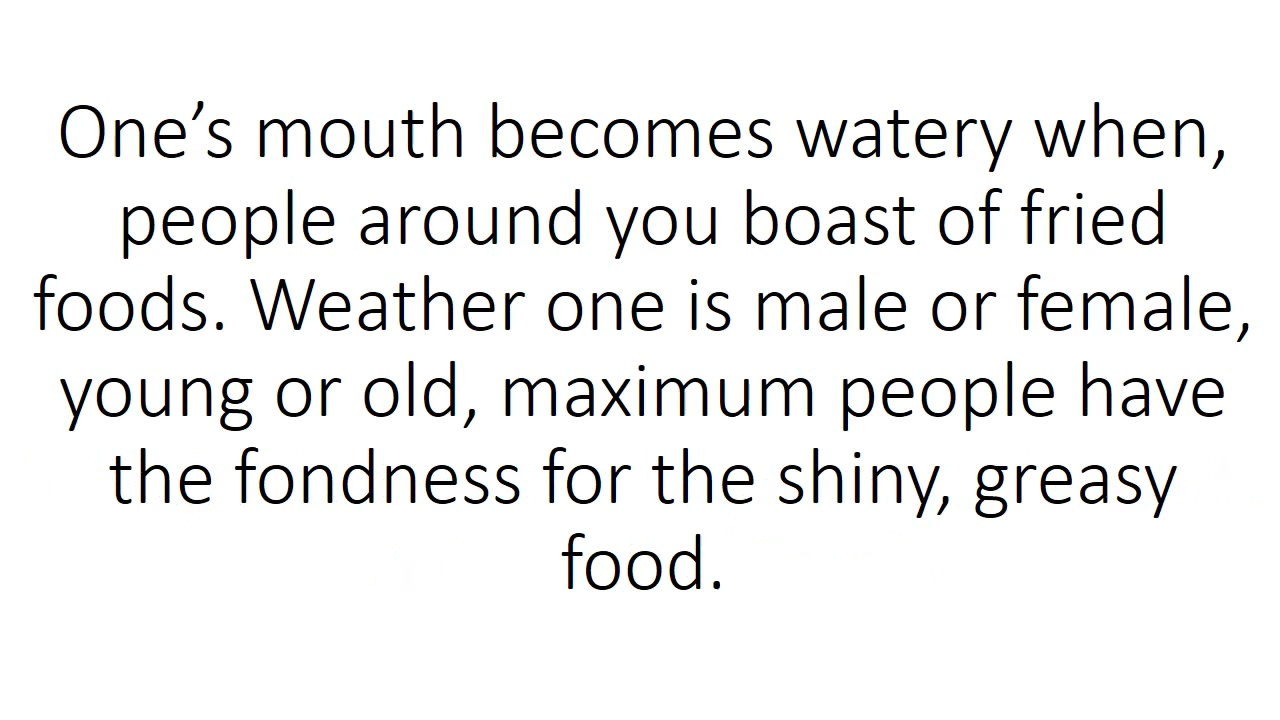 One’s mouth becomes watery when,
people around you boast of fried
foods. Weather one is male or female,
young or old, maximum people have
the fondness for the shiny, greasy
food.